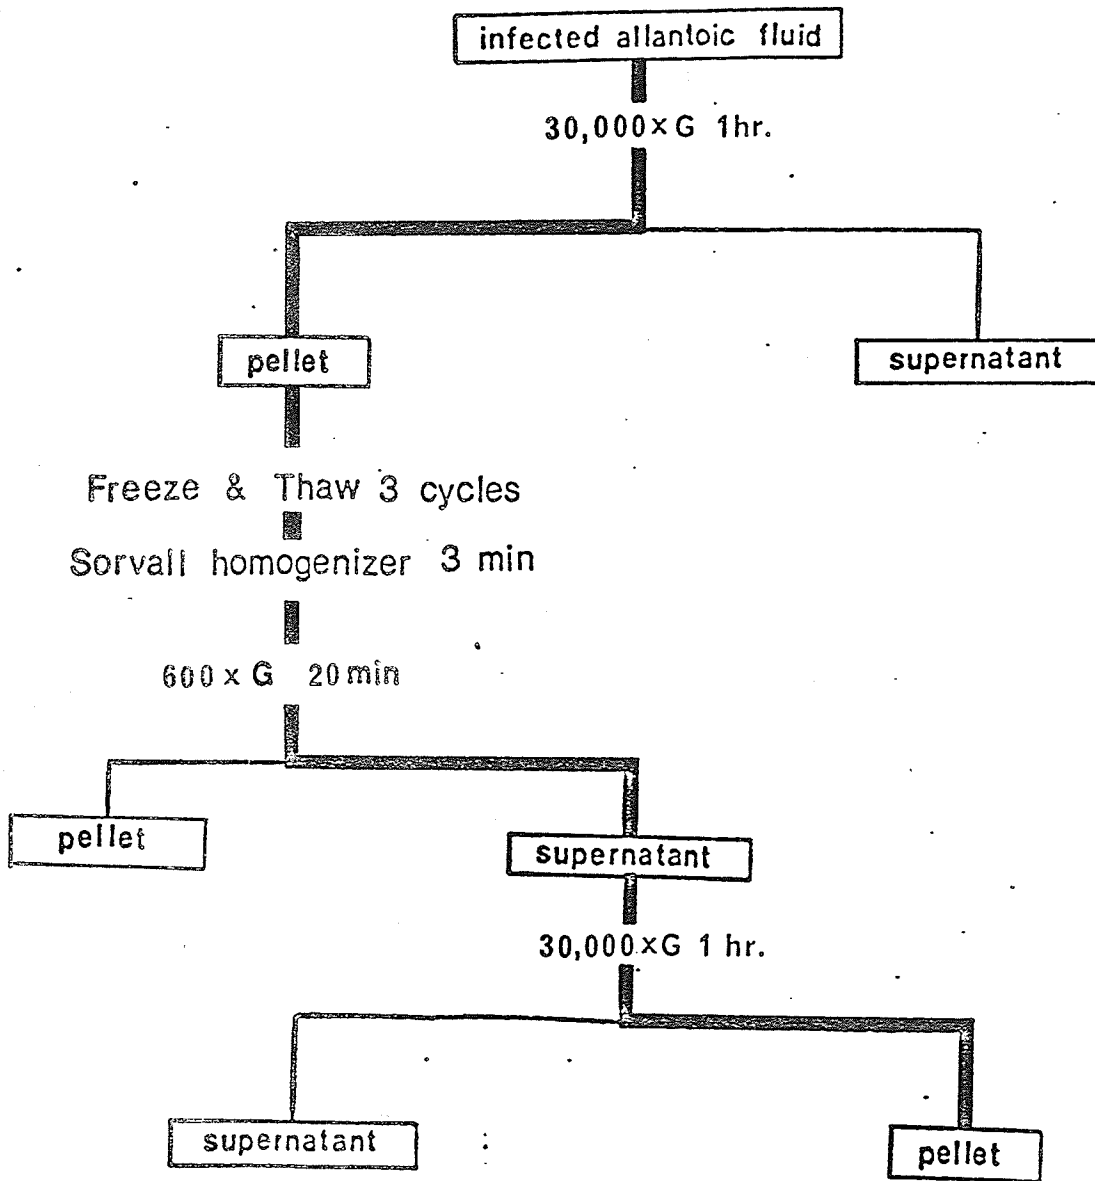 infected allantoic fluid
30,000×G 1hr.
pellet
supernatant
Freeze & Thaw 3 cycles
Sorvall homogenizer 3 min
600 x G 20min
pellet
supernatant
30,000×G 1 hr.
supernatant
pellet